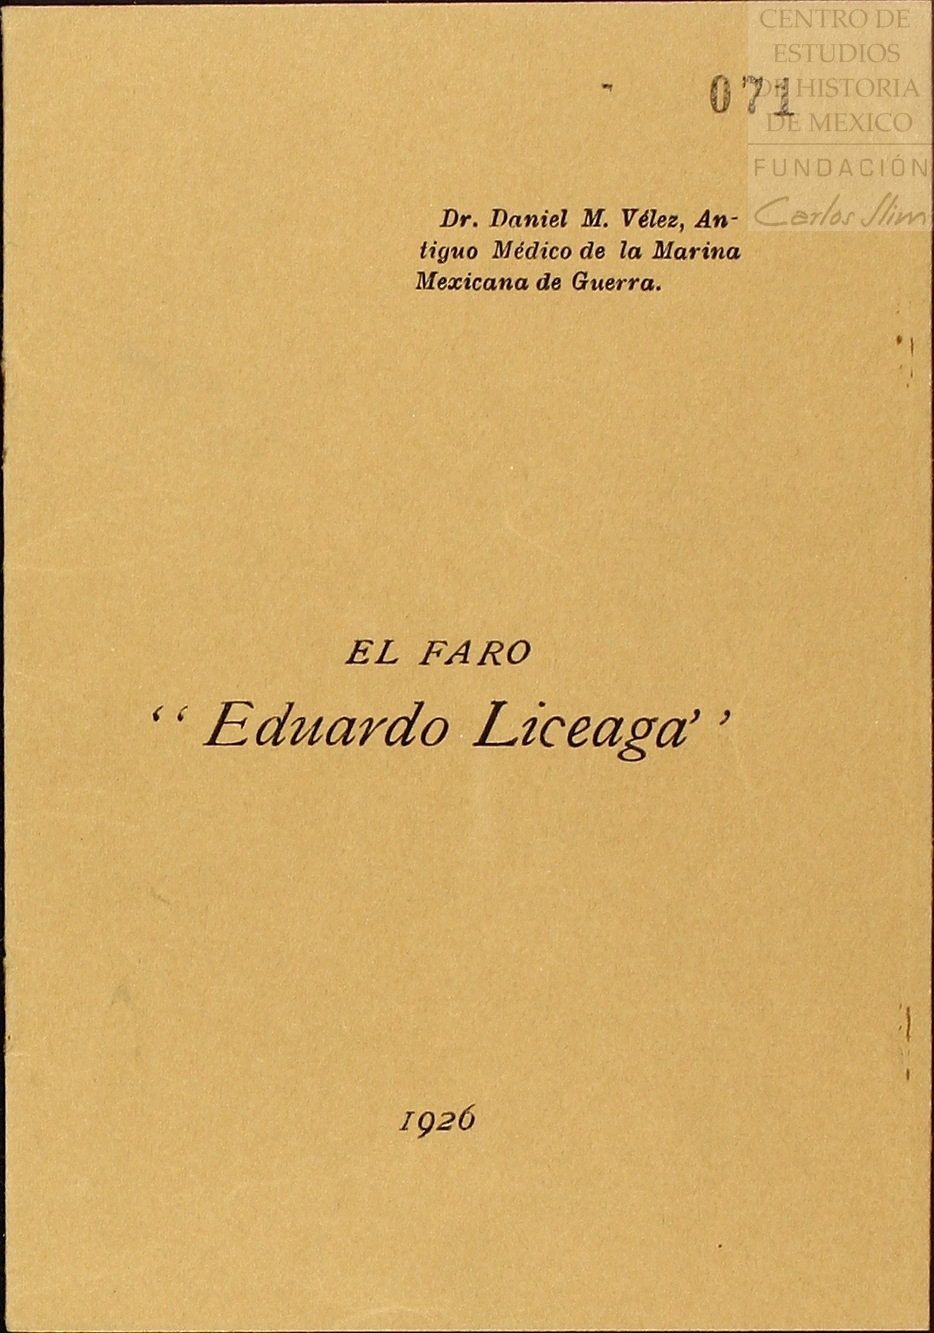 CENTRO DE
ESTUDIOS
DE HISTORIA
DE MEXICO
FUNDACIÓN
Carlos Slim
071
Dr. Daniel M. Vélez, An-
tiguo Médico de la Marina
Mexicana de Guerra.
EL FARO
‘‘Eduardo Liceaga’’
1926